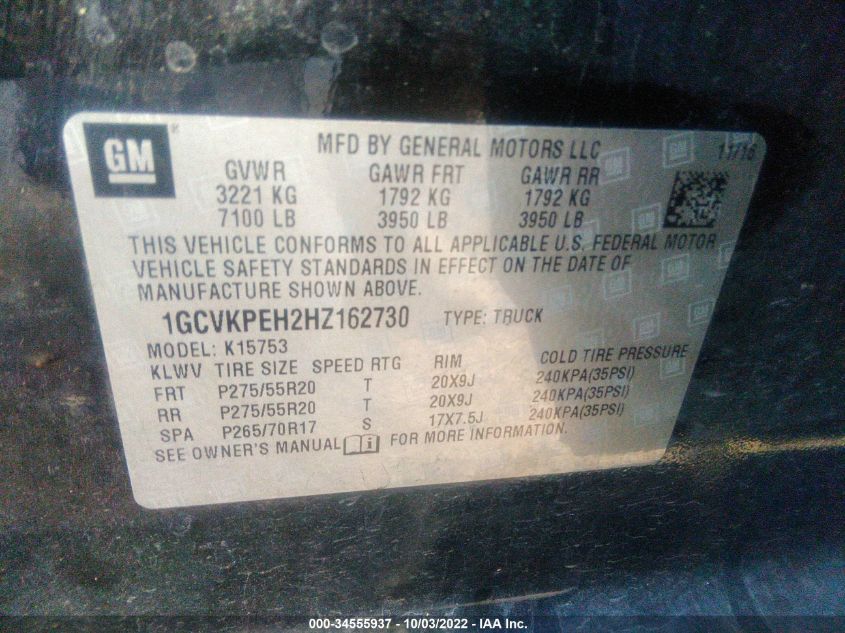 GM ®
MFD BY GENERAL MOTORS LLC 11/16
GVWR GAWR FRT GAWR RR
3221 KG 1792 KG 1792 KG
7100 LB 3950 LB 3950 LB
THIS VEHICLE CONFORMS TO ALL APPLICABLE U.S. FEDERAL MOTOR
VEHICLE SAFETY STANDARDS IN EFFECT ON THE DATE OF
MANUFACTURE SHOWN ABOVE.
1GCVKPEH2HZ162730 TYPE: TRUCK
MODEL: K15753
KLWV TIRE SIZE SPEED RTG RIM COLD TIRE PRESSURE
FRT P275/55R20 T 20X9J 240KPA(35PSI)
RR P275/55R20 T 20X9J 240KPA(35PSI)
SPA P265/70R17 S 17X7.5J 240KPA(35PSI)
SEE OWNER'S MANUAL FOR MORE INFORMATION.
000-34555937 - 10/03/2022 - IAA Inc.